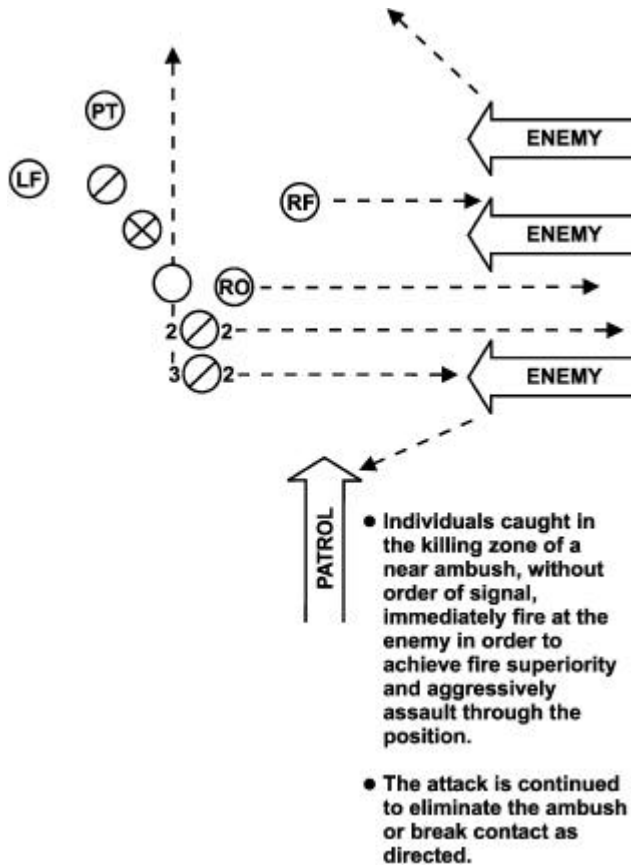 PT
ENEMY
LF
RF
ENEMY
RO
2 2
3 2
ENEMY
PATROL
● Individuals caught in
the killing zone of a
near ambush, without
order of signal,
immediately fire at the
enemy in order to
achieve fire superiority
and aggressively
assault through the
position.
● The attack is continued
to eliminate the ambush
or break contact as
directed.